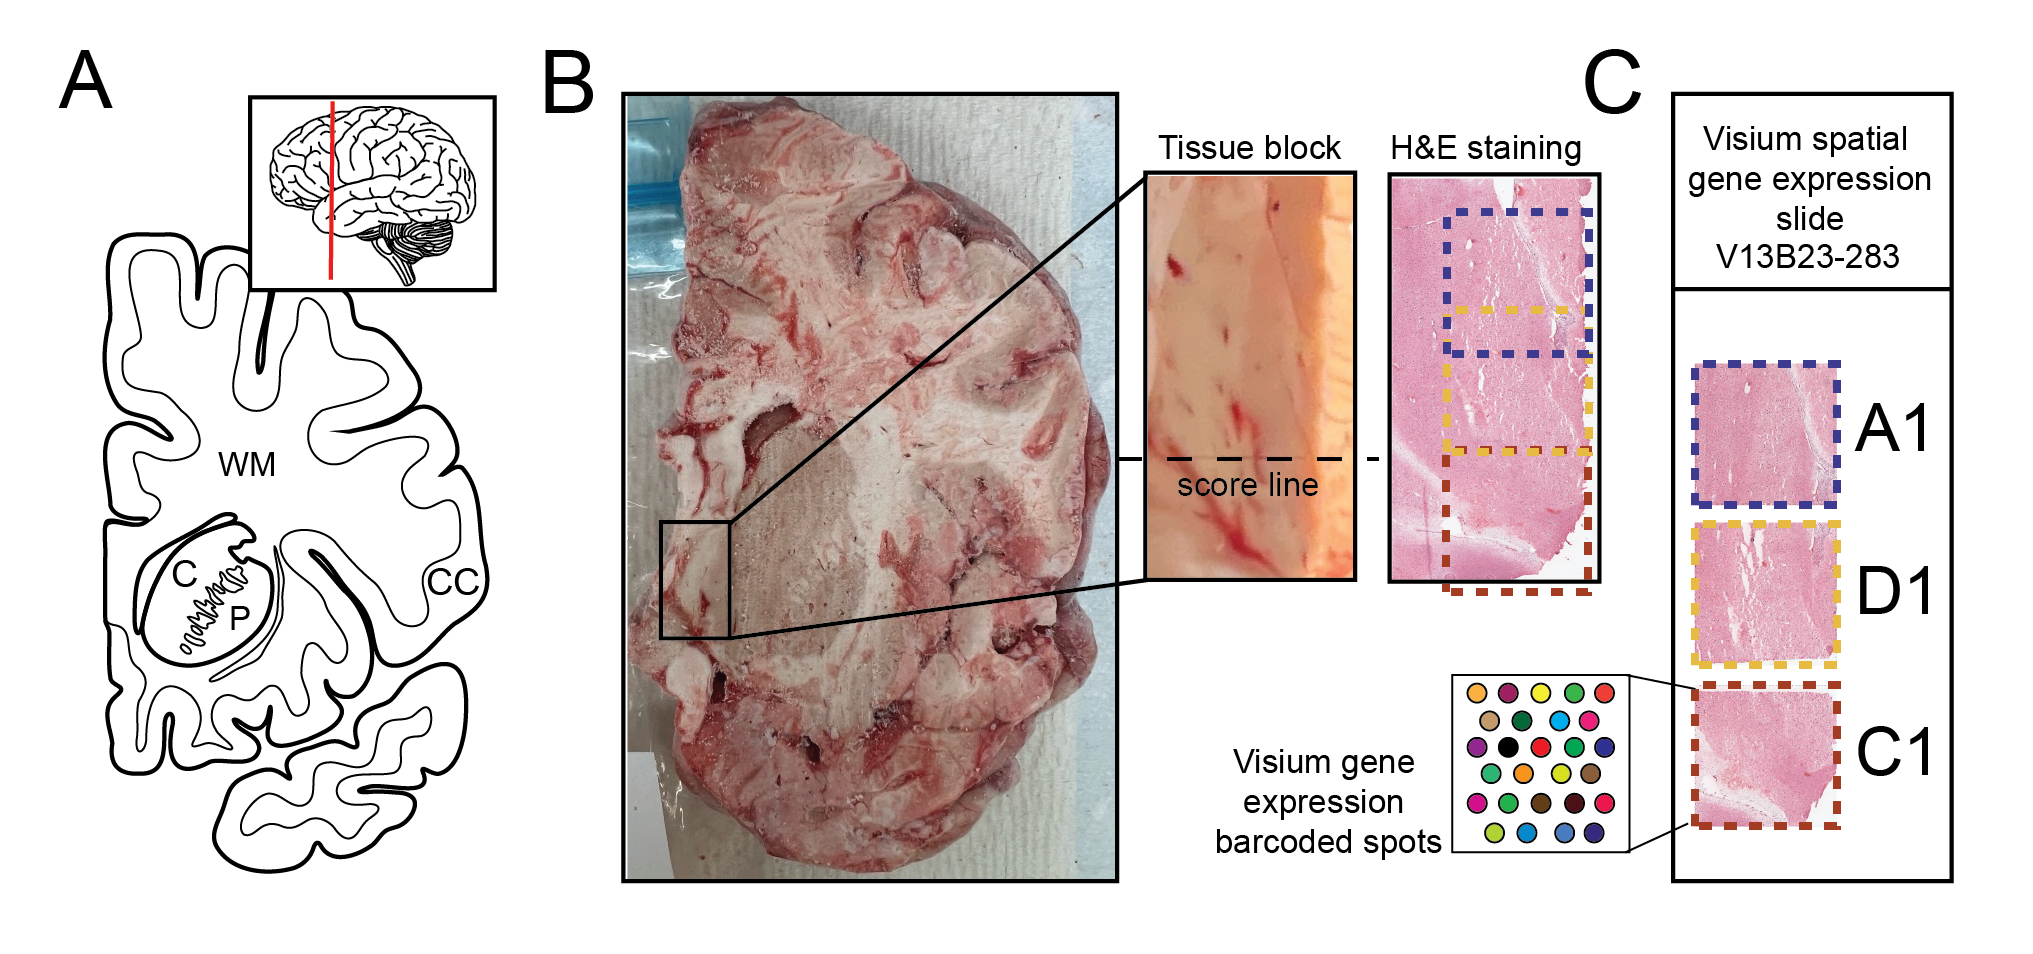 A
WM
C
P
CC
B
Tissue block
score line
H&E staining
C
Visium spatial
gene expression
slide
V13B23-283
A1
D1
C1
Visium gene
expression
barcoded spots